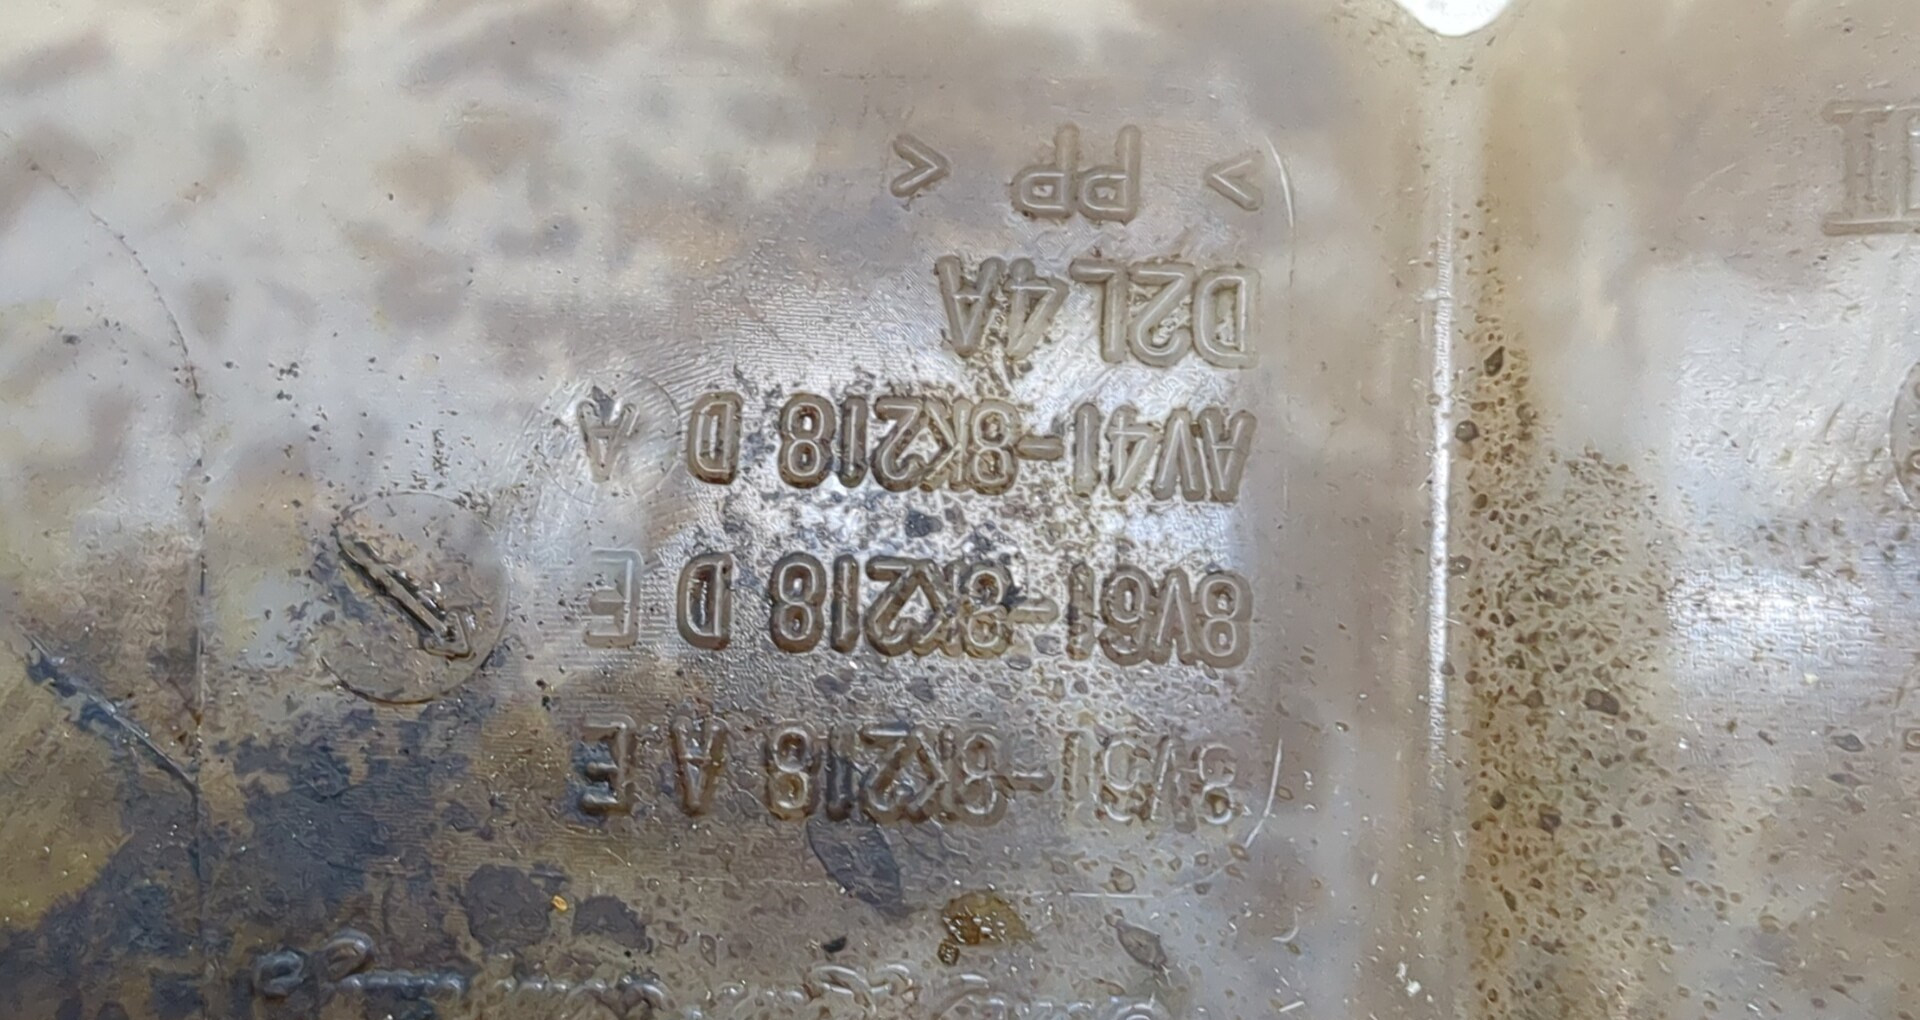 8V51-8K218 A E
8V61-8K218 D E
AV41-8K218 D A
D2L4A
> PP <